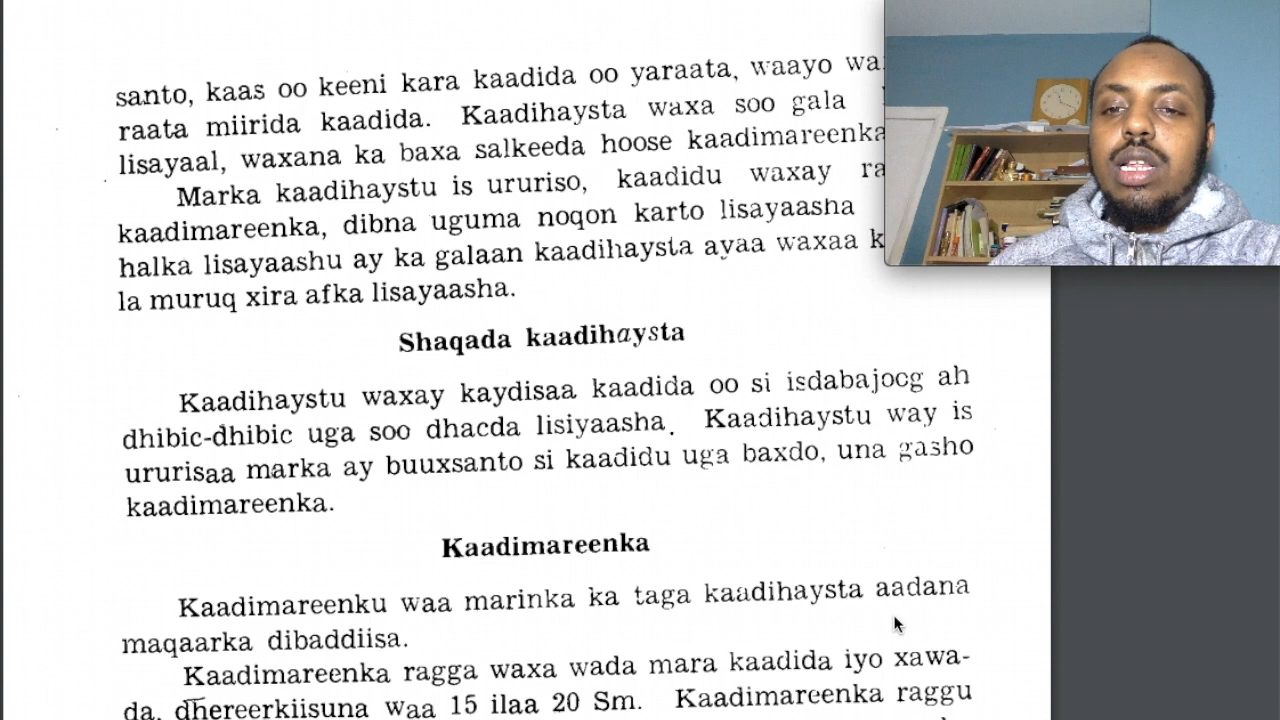 santo, kaas oo keeni kara kaadida oo yaraata, waayo
raata miirida kaadida. Kaadihaysta waxa soo gala
lisayaal, waxana ka baxa salkeeda hoose kaadimareenka
Marka kaadihaystu is ururiso, kaadidu waxay
kaadimareenka, dibna uguma noqon karto lisayaasha
halka lisayaashu ay ka galaan kaadihaysta ayaa waxaa
la muruq xira afka lisayaasha.
Shaqada kaadihaysta
Kaadihaystu waxay kaydisaa kaadida oo si isdabajocg ah
dhibic-dhibic uga soo dhacda lisiyaasha. Kaadihaystu way is
ururisaa marka ay buuxsanto si kaadidu uga baxdo, una gasho
kaadimareenka.
Kaadimareenka
Kaadimareenku waa marinka ka taga kaadihaysta aadana
maqaarka dibaddiisa.
Kaadimareenka ragga waxa wada mara kaadida iyo xawa-
da, dhereerkiisuna waa 15 ilaa 20 Sm. Kaadimareenka raggu